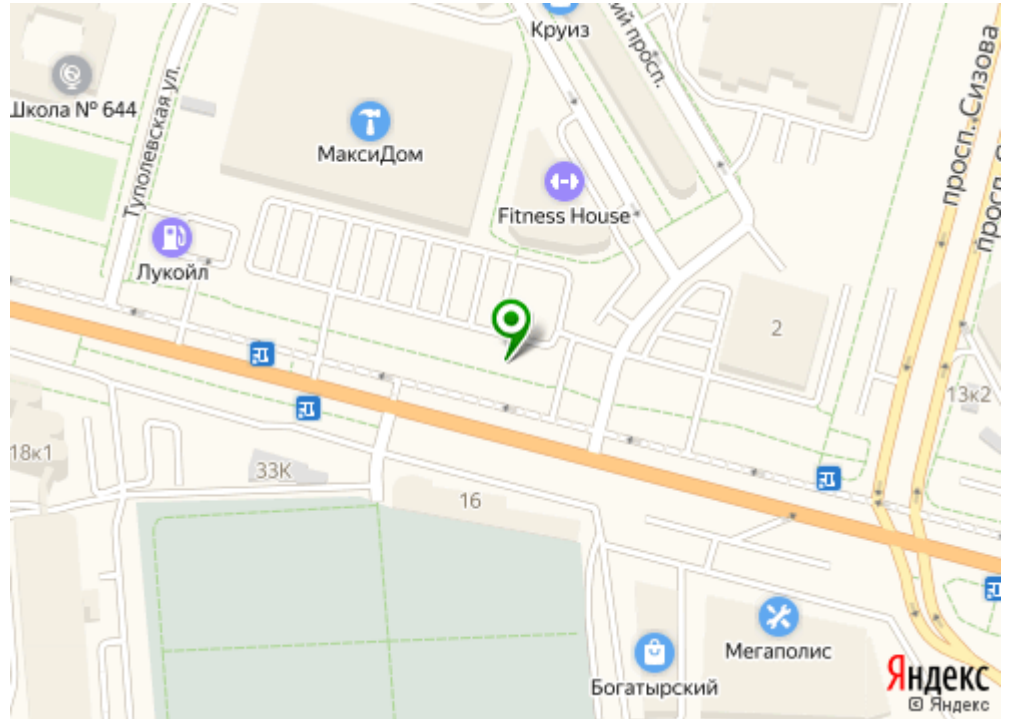 Круиз
ий просп.
просп. Сизова
просп. С
Школа № 644
Туполевская ул.
МаксиДом
Fitness House
Лукойл
2
13к2
18к1
33К
16
Мегаполис
Богатырский
Яндекс
© Яндекс